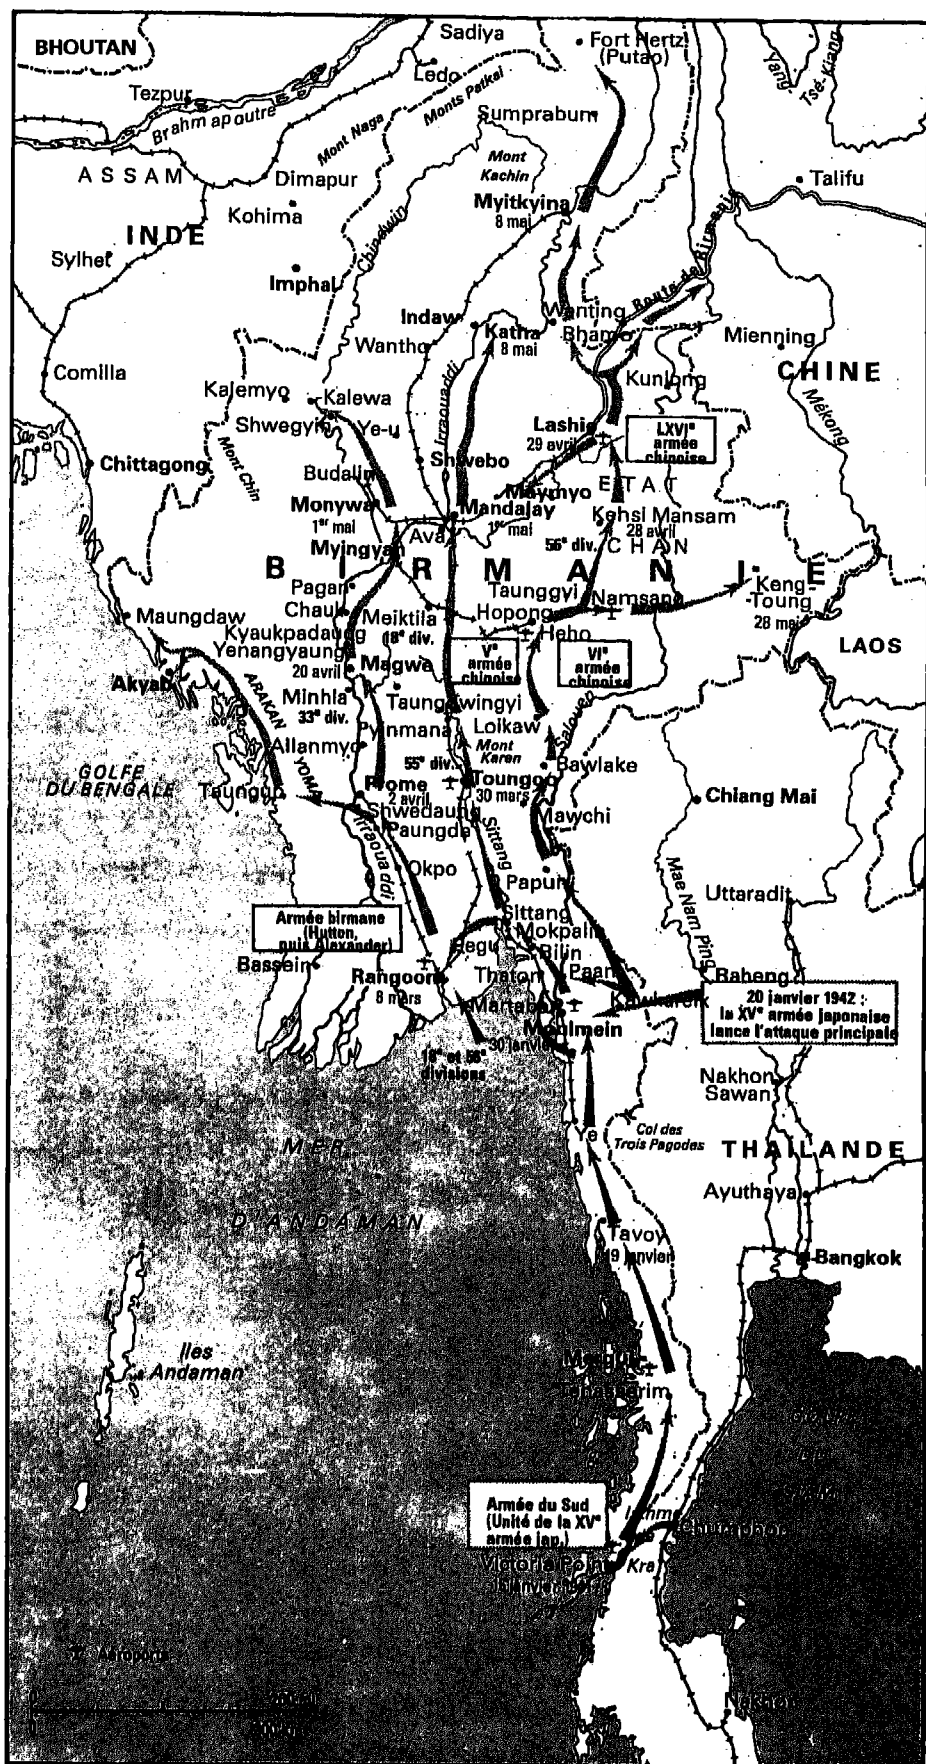 BHOUTAN
Sadiya
Fort Hertz
(Putao)
Ledo
Yang-
Tsé-Kiang
Tezpur
Brahmapoutre
Monts Patkai
Mont Naga
Sumprabum
ASSAM
Dimapur
Mont
Kachin
Talifu
Kohima
Myitkyina
8 mai
INDE
Chindwin
Sylhet
Imphal
Route de Birmanie
Indaw
Katha
8 mai
Wanting
Bhamo
Wantho
Mienning
Comilla
CHINE
Kalemyo
Kalewa
Irraouaddi
Kunlong
Mékong
Shwegyin
Ye-u
Lashio
29 avril
LXVIe
armée
chinoise
Mont Chin
Chittagong
Shwebo
Budalin
Maymyo
ETAT
Monywa
1er mai
Mandalay
1er mai
Kehsl Mansam
28 avril
Ava
Myingyan
56e div.
CHAN
BIRMANIE
Pagan
Taunggyi
Namsang
Keng-
Toung
28 mai
Chauk
Meiktila
Hopong
Maungdaw
Kyaukpadaung
18e div.
Heho
Yenangyaung
20 avril
Ve
armée
chinoise
VIe
armée
chinoise
LAOS
Magwe
Akyab
ARAKAN
YOMA
Minhla
33e div.
Taungdwingyi
Loikaw
Salouen
Pyinmana
Mont
Karen
Allanmyo
55e div.
Bawlake
GOLFE
DU BENGALE
Taungup
Prome
2 avril
Toungoo
30 mars
Chiang Mai
Shwedaung
Mawchi
Paungde
Irraouaddi
Sittang
Okpo
Mae Nam Ping
Papun
Uttaradit
Armée birmane
(Hutton,
puis Alexander)
Sittang
Mokpalin
Pegu
Bilin
Bassein
Rangoon
8 mars
Thaton
Paan
Raheng
Martaban
Kawkareik
20 janvier 1942 :
la XVe armée japonaise
lance l'attaque principale
Moulmein
30 janvier
18e et 56e
divisions
Nakhon
Sawan
Ye
Col des
Trois Pagodes
MER
D'ANDAMAN
THAILANDE
Ayuthaya
Tavoy
19 janvier
Bangkok
Iles
Andaman
Mergui
Tenasserim
Armée du Sud
(Unité de la XVe
armée jap.)
Chumphon
Victoria Point
Kra
Aéroports